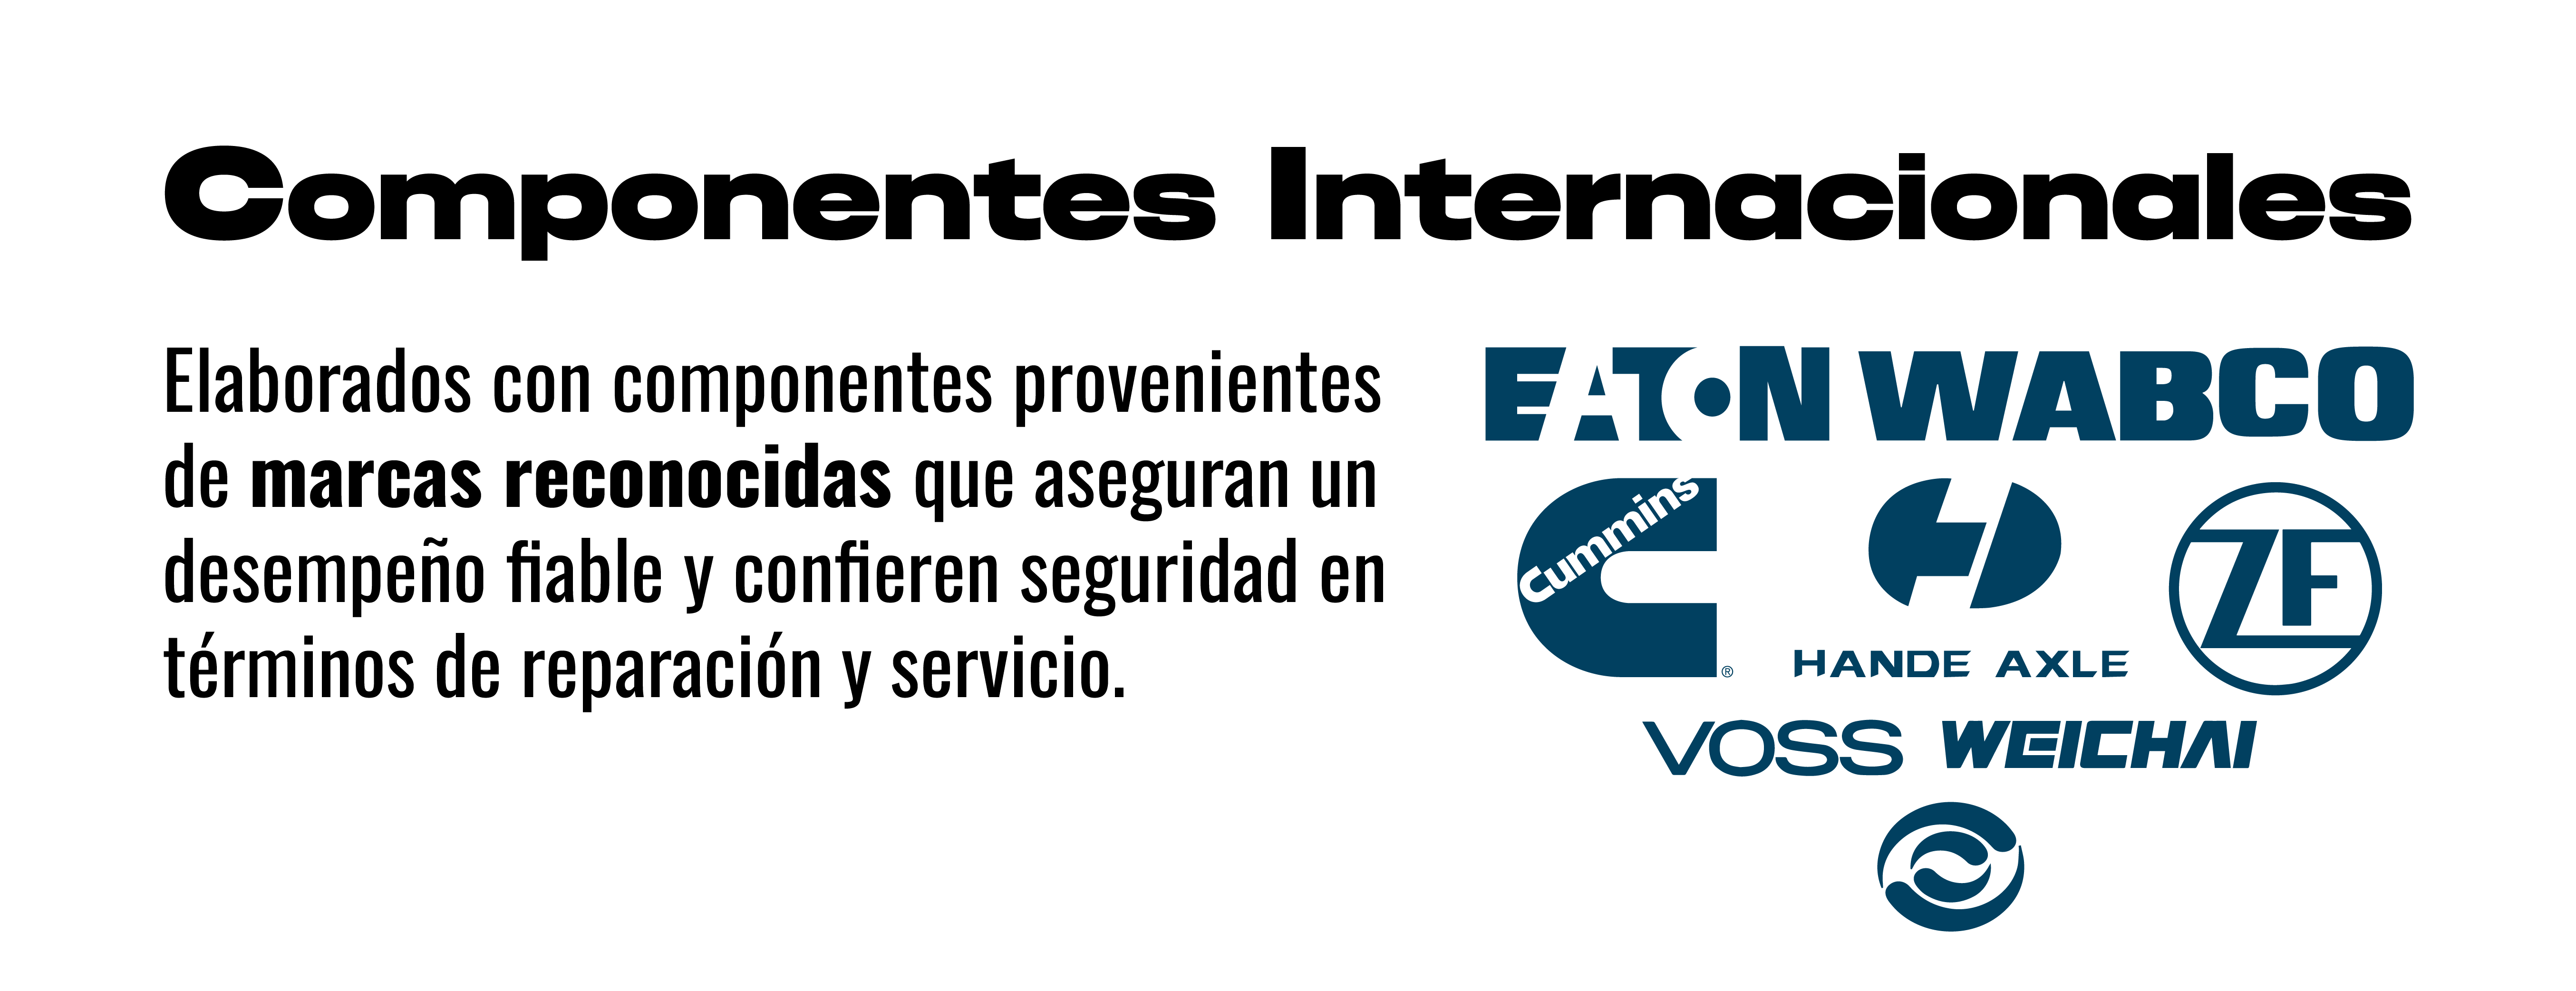 Componentes Internacionales
Elaborados con componentes provenientes
de marcas reconocidas que aseguran un
desempeño fiable y confieren seguridad en
términos de reparación y servicio.
EATON WABCO
Cummins
®
HANDE AXLE
ZF
VOSS WEICHAI